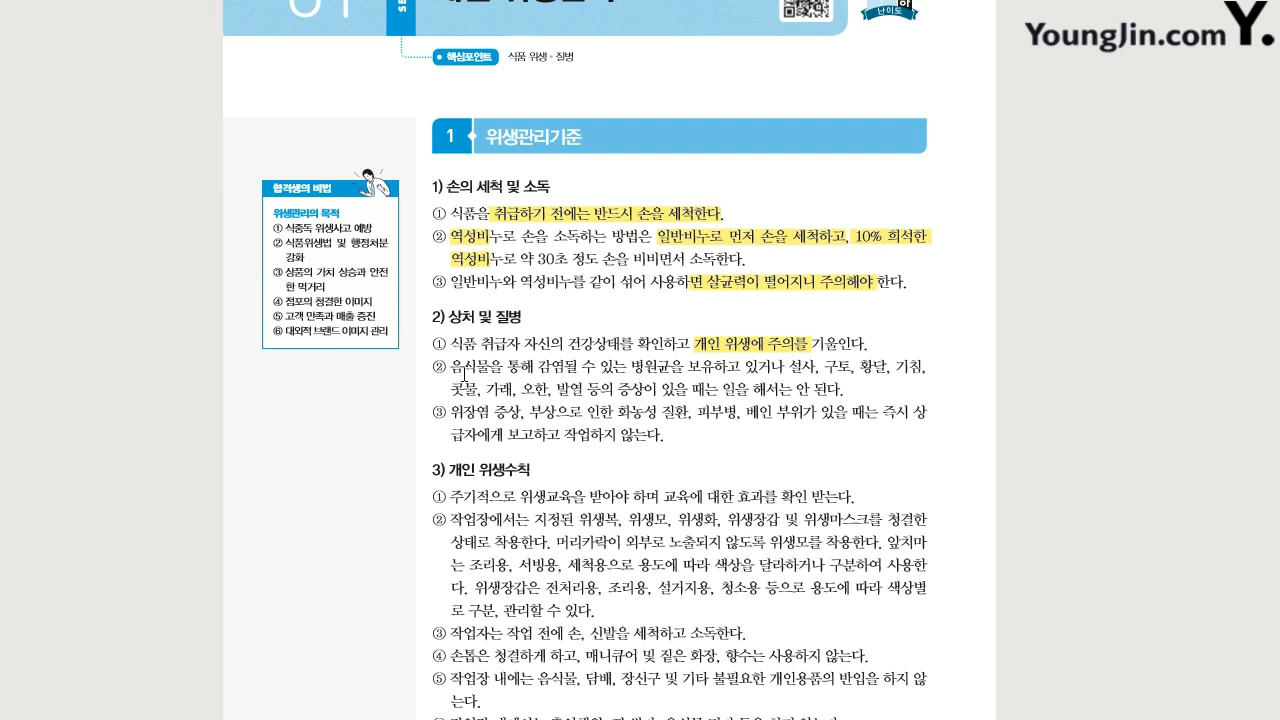 01
SE
난이도
하
YoungJin.com Y.
핵심포인트 식품 위생 - 질병
1 위생관리기준
합격생의 비법
위생관리의 목적
① 식중독 위생사고 예방
② 식품위생법 및 행정처분
강화
③ 상품의 가치 상승과 안전
한 먹거리
④ 점포의 청결한 이미지
⑤ 고객 만족과 매출 증진
⑥ 대외적 브랜드 이미지 관리
1) 손의 세척 및 소독
① 식품을 취급하기 전에는 반드시 손을 세척한다.
② 역성비누로 손을 소독하는 방법은 일반비누로 먼저 손을 세척하고, 10% 희석한
역성비누로 약 30초 정도 손을 비비면서 소독한다.
③ 일반비누와 역성비누를 같이 섞어 사용하면 살균력이 떨어지니 주의해야 한다.
2) 상처 및 질병
① 식품 취급자 자신의 건강상태를 확인하고 개인 위생에 주의를 기울인다.
② 음식물을 통해 감염될 수 있는 병원균을 보유하고 있거나 설사, 구토, 황달, 기침,
콧물, 가래, 오한, 발열 등의 증상이 있을 때는 일을 해서는 안 된다.
③ 위장염 증상, 부상으로 인한 화농성 질환, 피부병, 베인 부위가 있을 때는 즉시 상
급자에게 보고하고 작업하지 않는다.
3) 개인 위생수칙
① 주기적으로 위생교육을 받아야 하며 교육에 대한 효과를 확인 받는다.
② 작업장에서는 지정된 위생복, 위생모, 위생화, 위생장갑 및 위생마스크를 청결한
상태로 착용한다. 머리카락이 외부로 노출되지 않도록 위생모를 착용한다. 앞치마
는 조리용, 서빙용, 세척용으로 용도에 따라 색상을 달리하거나 구분하여 사용한
다. 위생장갑은 전처리용, 조리용, 설거지용, 청소용 등으로 용도에 따라 색상별
로 구분, 관리할 수 있다.
③ 작업자는 작업 전에 손, 신발을 세척하고 소독한다.
④ 손톱은 청결하게 하고, 매니큐어 및 짙은 화장, 향수는 사용하지 않는다.
⑤ 작업장 내에는 음식물, 담배, 장신구 및 기타 불필요한 개인용품의 반입을 하지 않
는다.